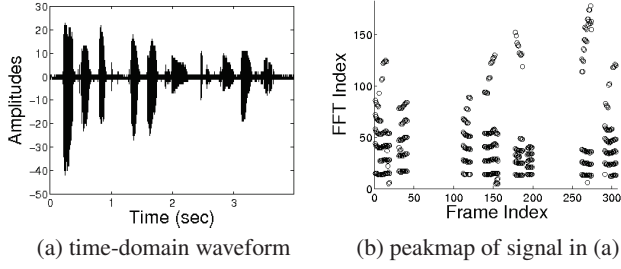 30
20
10
0
-10
-20
-30
-40
-50
Amplitudes
0 1 2 3
Time (sec)
(a) time-domain waveform
150
100
50
0
FFT Index
0 50 100 150 200 250 300
Frame Index
(b) peakmap of signal in (a)